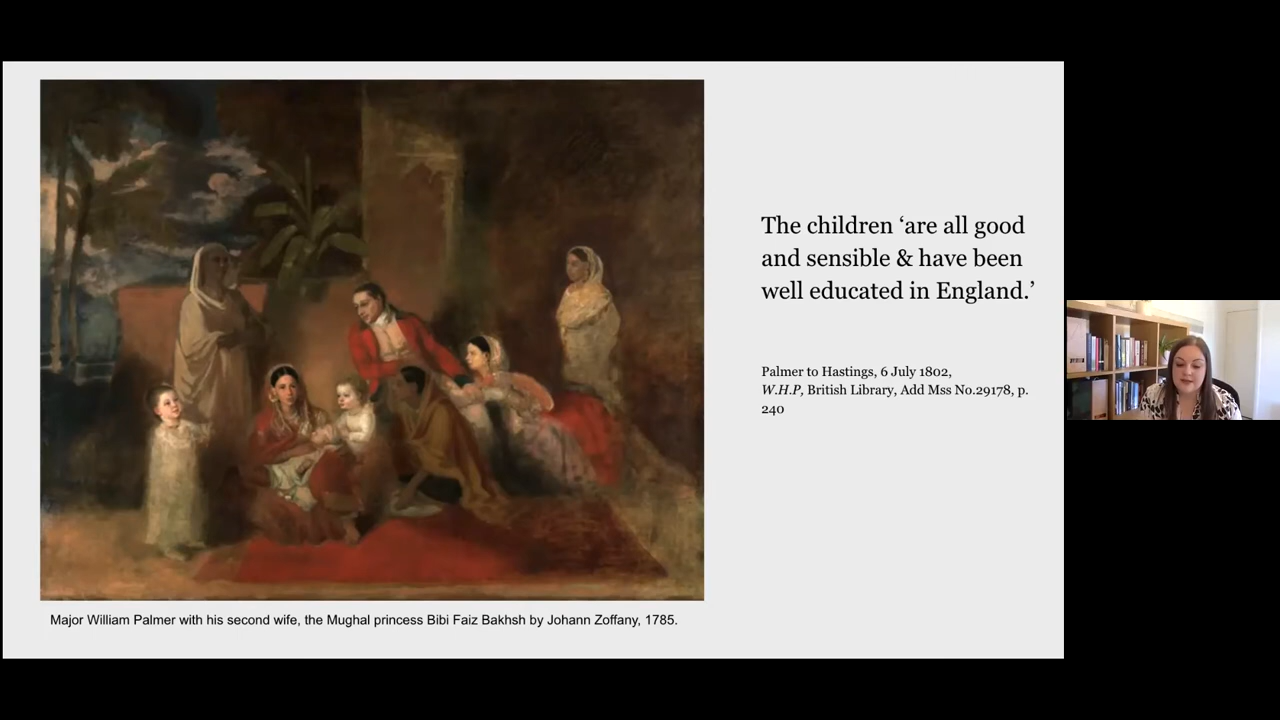 The children ‘are all good
and sensible & have been
well educated in England.’
Palmer to Hastings, 6 July 1802,
W.H.P, British Library, Add Mss No.29178, p.
240
Major William Palmer with his second wife, the Mughal princess Bibi Faiz Bakhsh by Johann Zoffany, 1785.